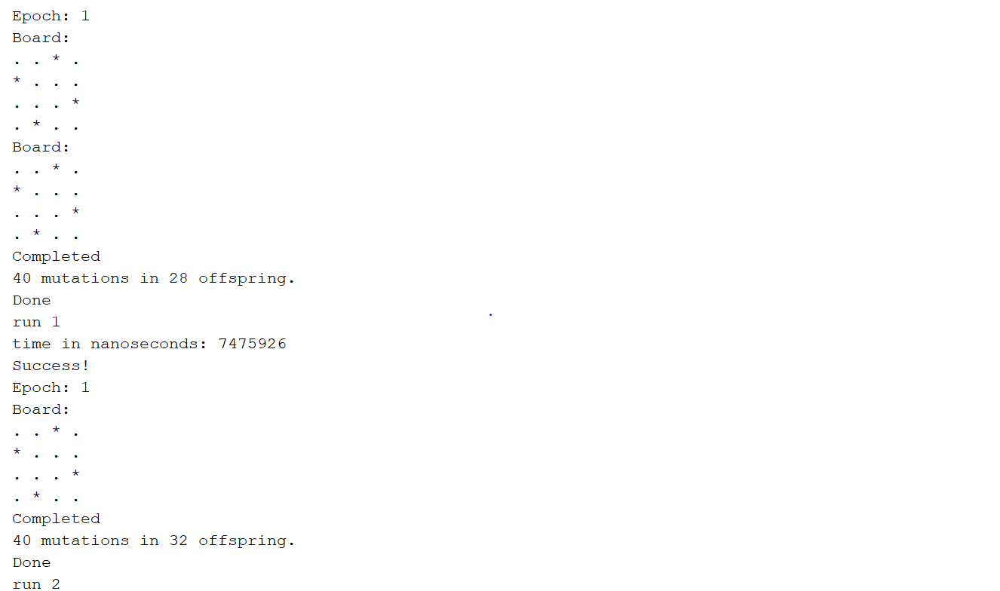 Epoch: 1
Board:
. . * .
* . . .
. . . *
. * . .
Board:
. . * .
* . . .
. . . *
. * . .
Completed
40 mutations in 28 offspring.
Done
run 1
time in nanoseconds: 7475926
Success!
Epoch: 1
Board:
. . * .
* . . .
. . . *
. * . .
Completed
40 mutations in 32 offspring.
Done
run 2